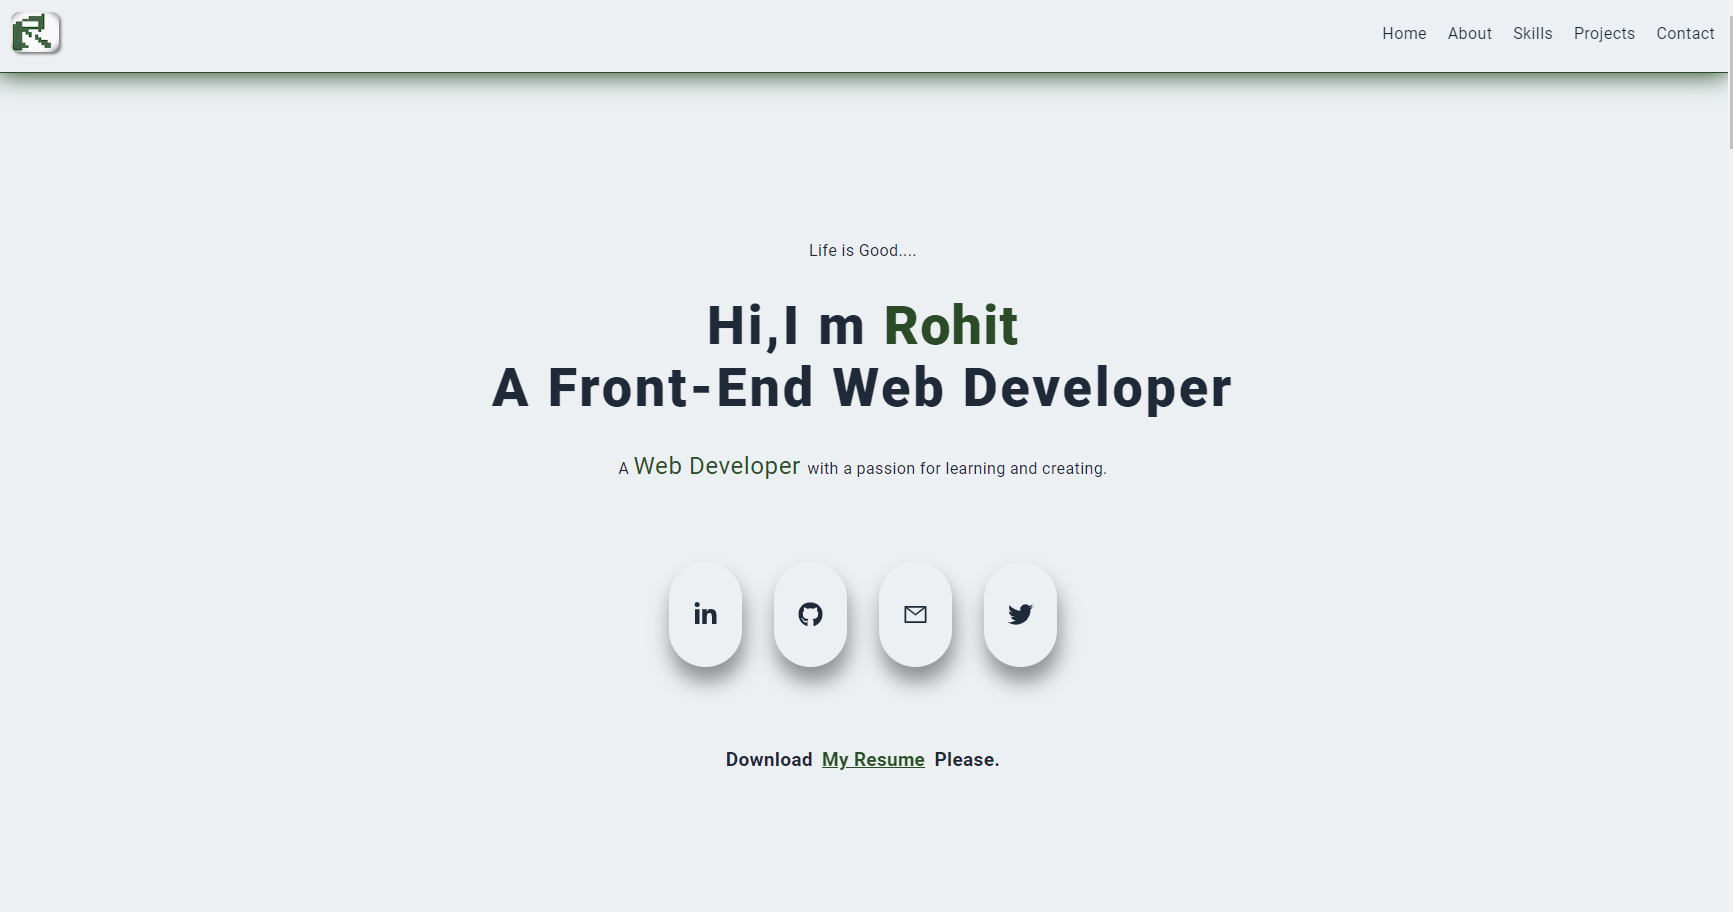 Home About Skills Projects Contact
Life is Good....
Hi,I m Rohit
A Front-End Web Developer
A Web Developer with a passion for learning and creating.
Download My Resume Please.